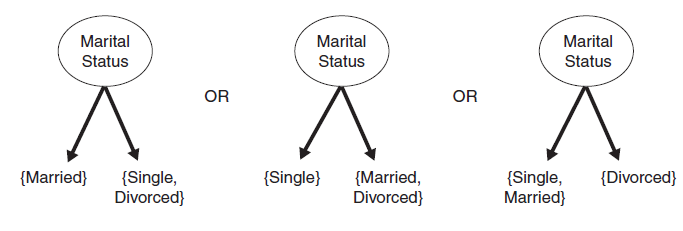 Marital
Status
OR
Marital
Status
OR
Marital
Status
{Married}
{Single,
Divorced}
{Single}
{Married,
Divorced}
{Single,
Married}
{Divorced}